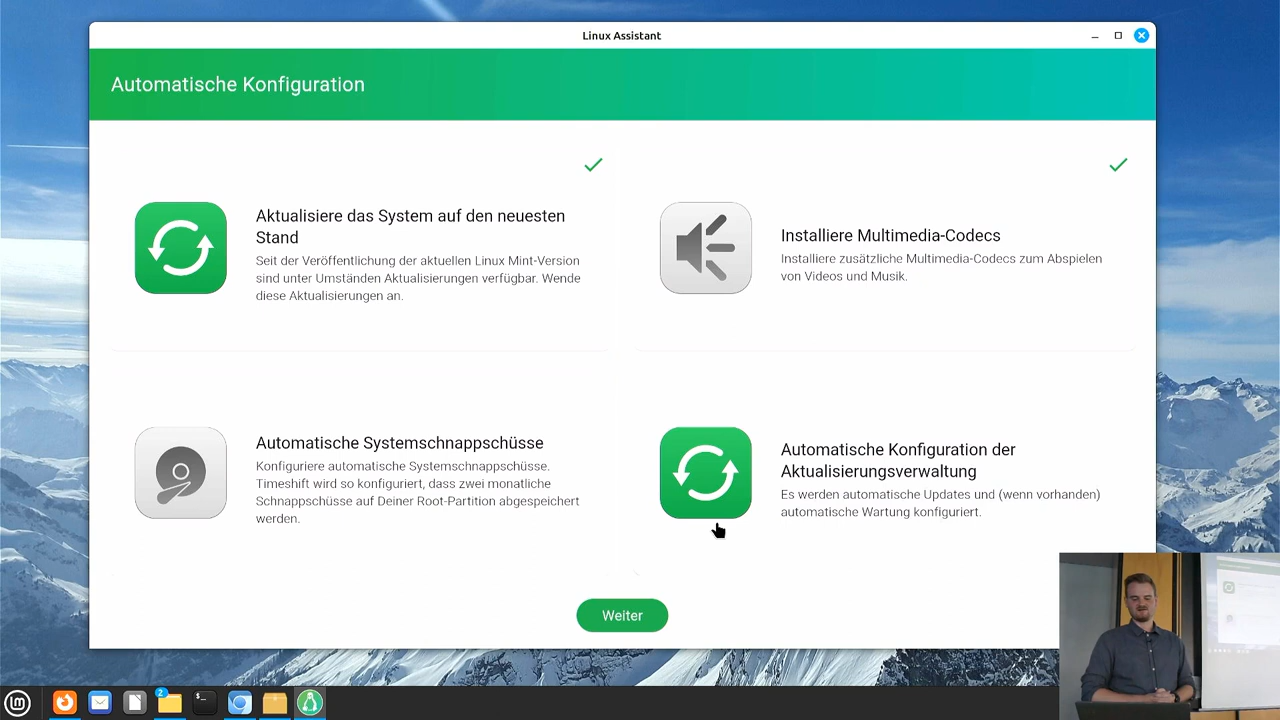 Linux Assistant
Automatische Konfiguration
Aktualisiere das System auf den neuesten
Stand
Seit der Veröffentlichung der aktuellen Linux Mint-Version
sind unter Umständen Aktualisierungen verfügbar. Wende
diese Aktualisierungen an.
Installiere Multimedia-Codecs
Installiere zusätzliche Multimedia-Codecs zum Abspielen
von Videos und Musik.
Automatische Systemschnappschüsse
Konfiguriere automatische Systemschnappschüsse.
Timeshift wird so konfiguriert, dass zwei monatliche
Schnappschüsse auf Deiner Root-Partition abgespeichert
werden.
Automatische Konfiguration der
Aktualisierungsverwaltung
Es werden automatische Updates und (wenn vorhanden)
automatische Wartung konfiguriert.
Weiter
2